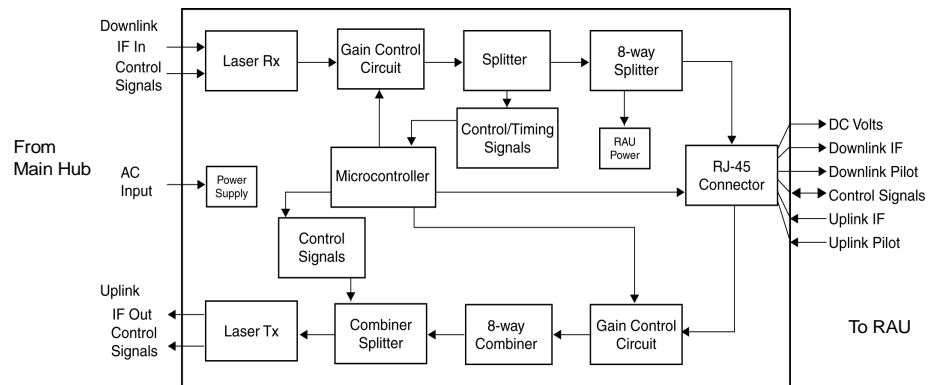 Downlink
IF In
Control
Signals
Laser Rx
Gain Control
Circuit
Splitter
8-way
Splitter
Control/Timing
Signals
RAU
Power
From
Main Hub
AC
Input
Power
Supply
Microcontroller
RJ-45
Connector
DC Volts
Downlink IF
Downlink Pilot
Control Signals
Uplink IF
Uplink Pilot
Control
Signals
Uplink
IF Out
Control
Signals
Laser Tx
Combiner
Splitter
8-way
Combiner
Gain Control
Circuit
To RAU